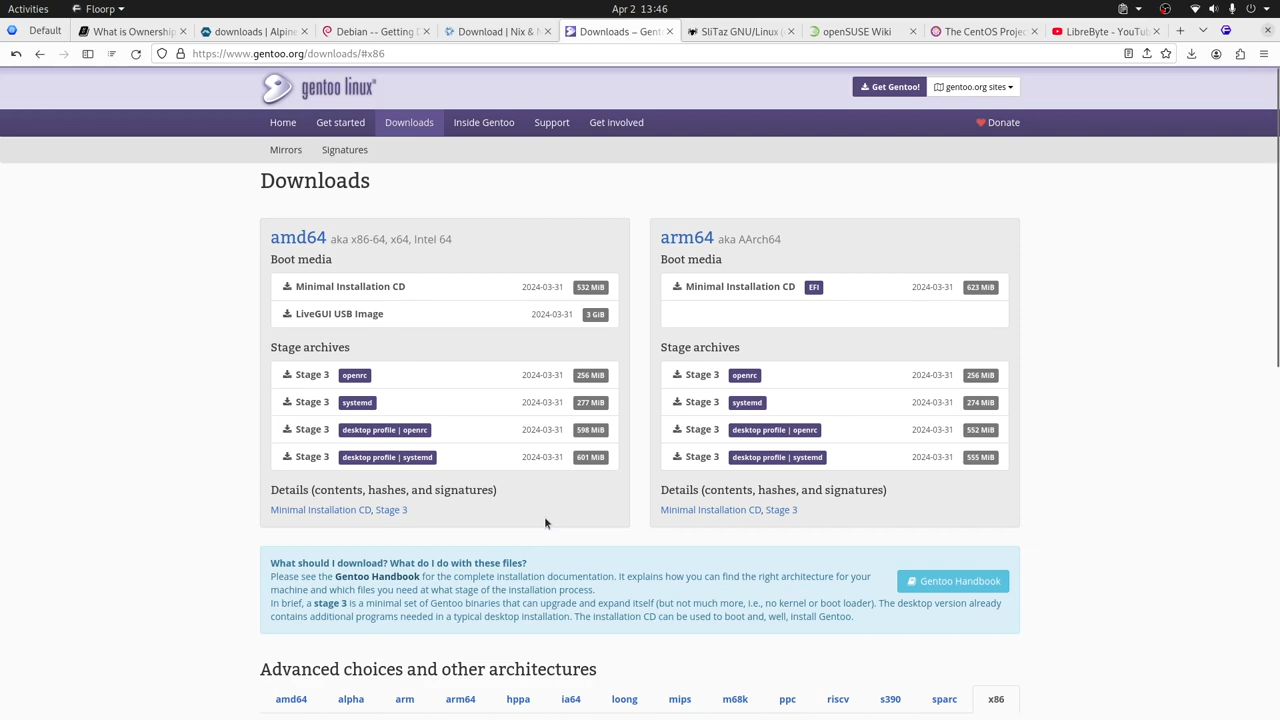 Activities Floorp Apr 2 13:46
Default What is Ownership downloads | Alpine Debian -- Getting D Download | Nix & N Downloads – Gent SliTaz GNU/Linux ( openSUSE Wiki The CentOS Projec LibreByte - YouTub
https://www.gentoo.org/downloads/#x86
gentoo linux Get Gentoo! gentoo.org sites
Home Get started Downloads Inside Gentoo Support Get involved Donate
Mirrors Signatures
Downloads
amd64 aka x86-64, x64, Intel 64
Boot media
Minimal Installation CD 2024-03-31 532 MiB
LiveGUI USB Image 2024-03-31 3 GiB
Stage archives
Stage 3 openrc 2024-03-31 256 MiB
Stage 3 systemd 2024-03-31 277 MiB
Stage 3 desktop profile | openrc 2024-03-31 598 MiB
Stage 3 desktop profile | systemd 2024-03-31 601 MiB
Details (contents, hashes, and signatures)
Minimal Installation CD, Stage 3
arm64 aka AArch64
Boot media
Minimal Installation CD EFI 2024-03-31 623 MiB
Stage archives
Stage 3 openrc 2024-03-31 256 MiB
Stage 3 systemd 2024-03-31 274 MiB
Stage 3 desktop profile | openrc 2024-03-31 552 MiB
Stage 3 desktop profile | systemd 2024-03-31 555 MiB
Details (contents, hashes, and signatures)
Minimal Installation CD, Stage 3
What should I download? What do I do with these files?
Please see the Gentoo Handbook for the complete installation documentation. It explains how you can find the right architecture for your
machine and which files you need at what stage of the installation process.
Gentoo Handbook
In brief, a stage 3 is a minimal set of Gentoo binaries that can upgrade and expand itself (but not much more, i.e., no kernel or boot loader). The desktop version already
contains additional programs needed in a typical desktop installation. The installation CD can be used to boot and, well, install Gentoo.
Advanced choices and other architectures
amd64 alpha arm arm64 hppa ia64 loong mips m68k ppc riscv s390 sparc x86